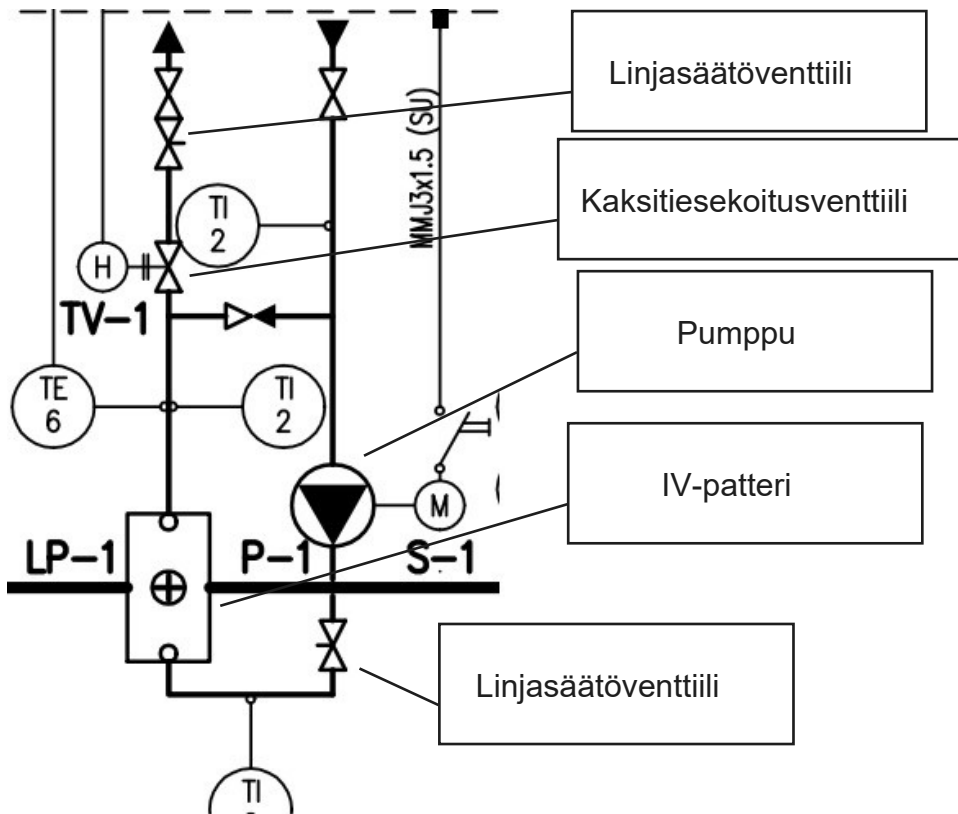 Linjasäätöventtiili
MMJ3x1.5 (SU)
Kaksitiesekoitusventtiili
TI
2
H
TV-1
Pumppu
TE
6
TI
2
IV-patteri
M
LP-1
P-1
S-1
Linjasäätöventtiili
TI